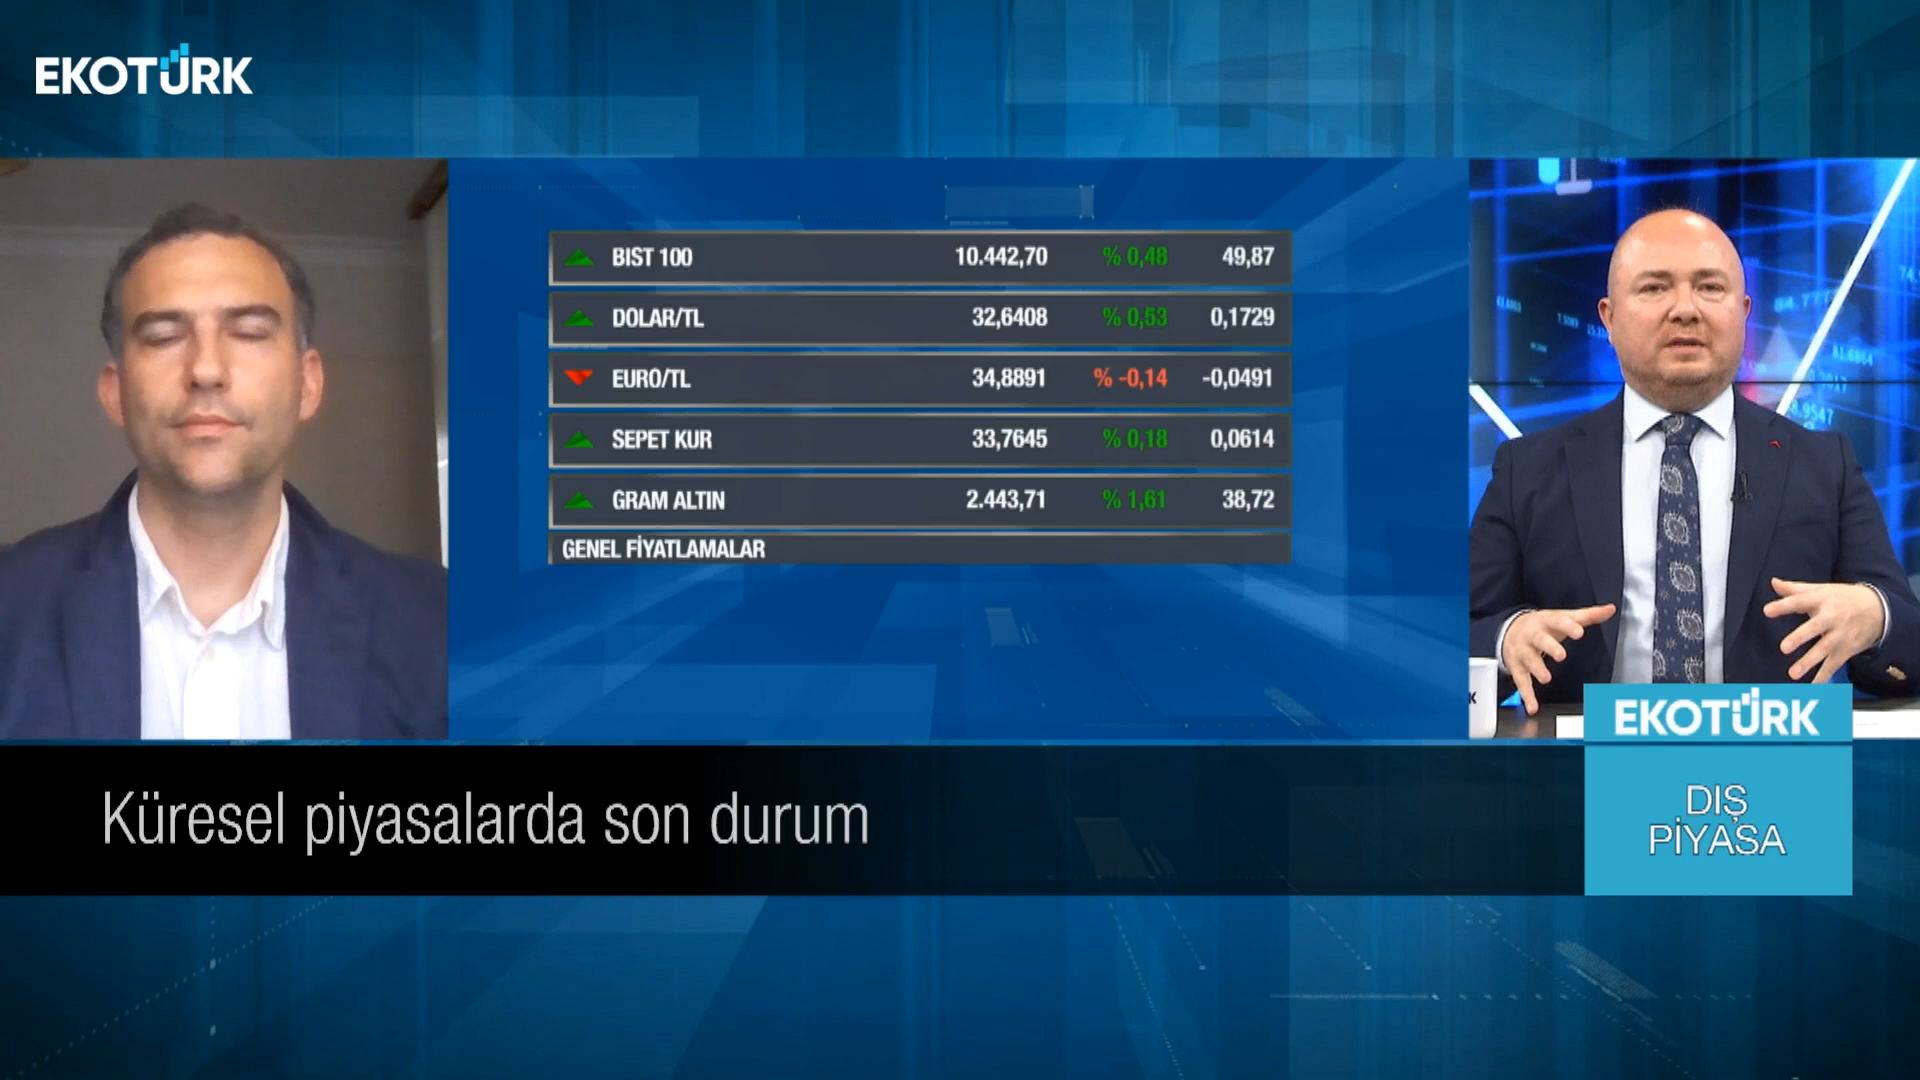 EKOTÜRK
BIST 100 10.442,70 % 0,48 49,87
DOLAR/TL 32,6408 % 0,53 0,1729
EURO/TL 34,8891 % -0,14 -0,0491
SEPET KUR 33,7645 % 0,18 0,0614
GRAM ALTIN 2.443,71 % 1,61 38,72
GENEL FİYATLAMALAR
EKOTÜRK
Küresel piyasalarda son durum
DIŞ
PİYASA